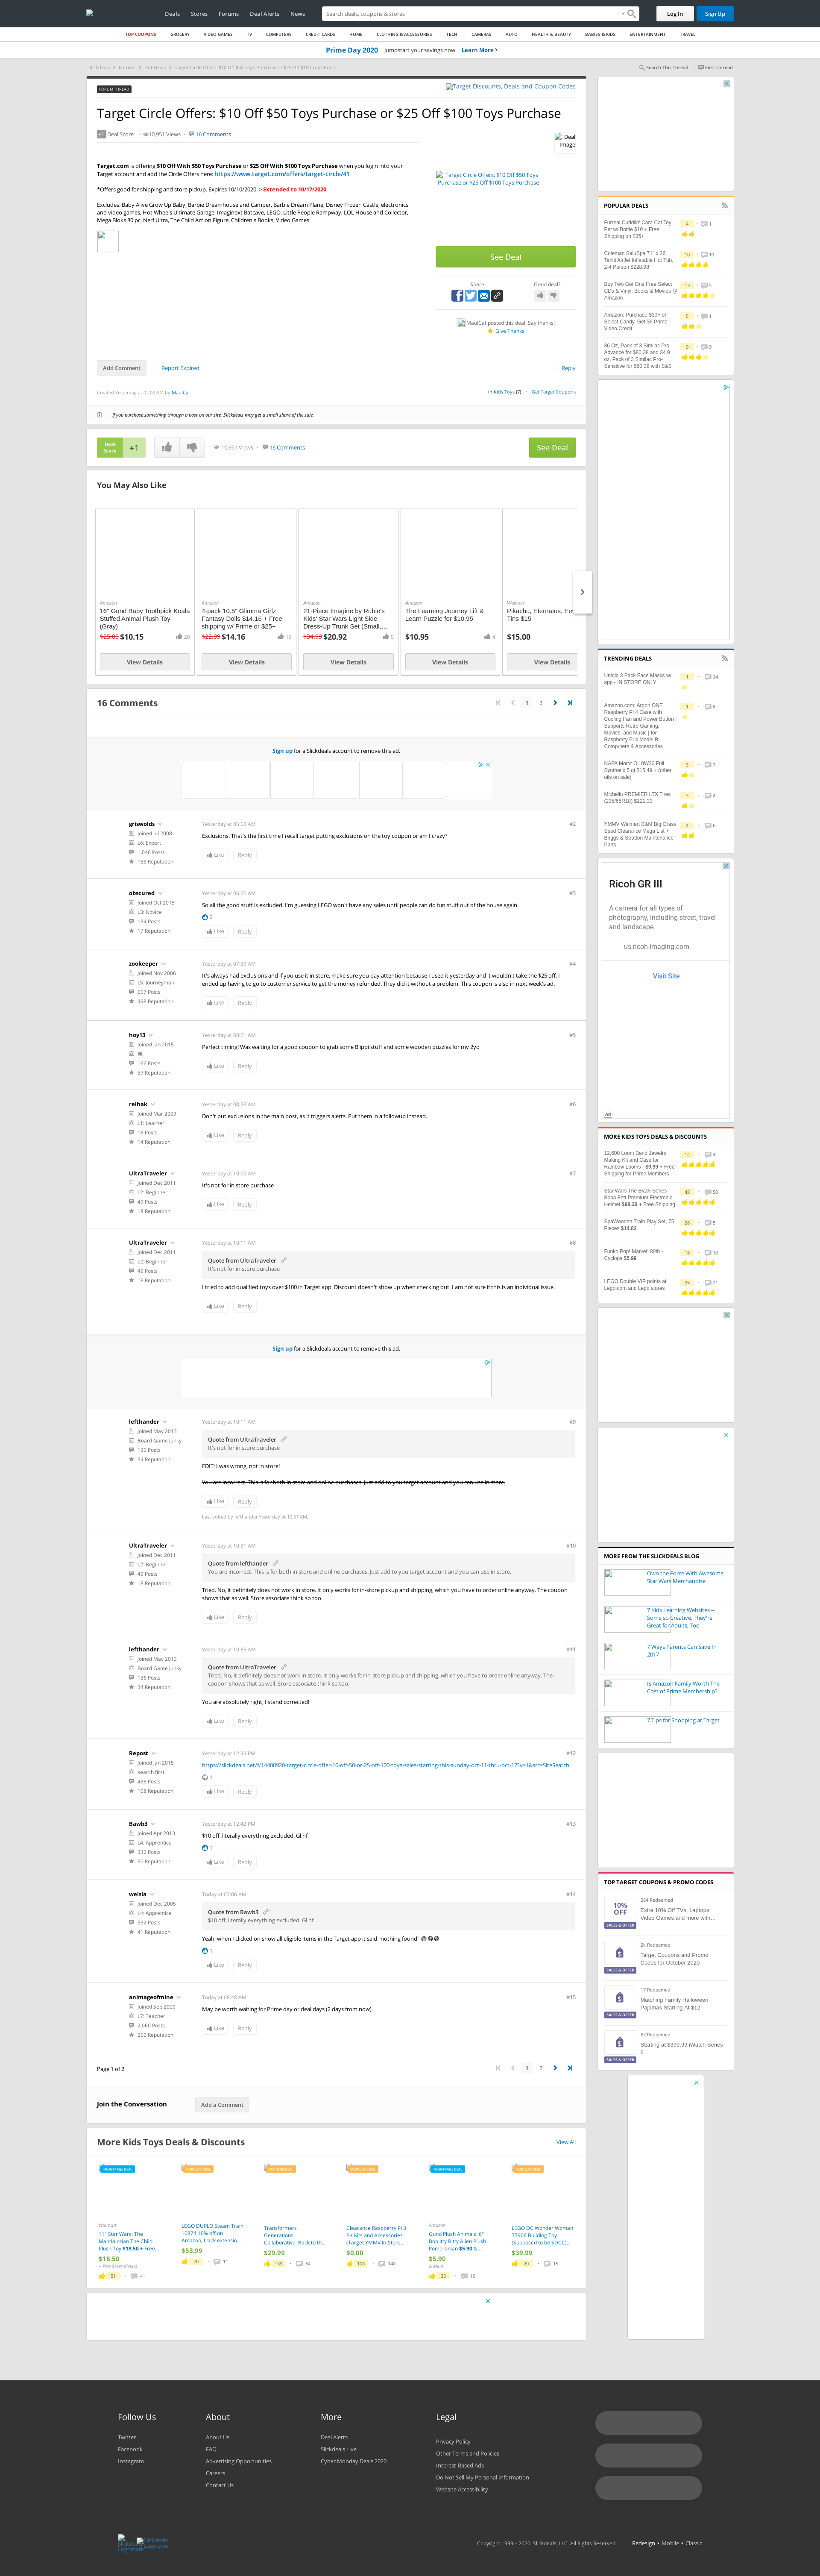 Deals Stores Forums Deal Alerts News
Search deals, coupons & stores
Log In Sign Up
TOP COUPONS GROCERY VIDEO GAMES TV COMPUTERS CREDIT CARDS HOME CLOTHING & ACCESSORIES TECH CAMERAS AUTO HEALTH & BEAUTY BABIES & KIDS ENTERTAINMENT TRAVEL
Prime Day 2020 Jumpstart your savings now Learn More ›
Slickdeals > Forums > Hot Deals > Target Circle Offers: $10 Off $50 Toys Purchase or $25 Off $100 Toys Purch...
Search This Thread First Unread
FORUM THREAD
Target Discounts, Deals and Coupon Codes
Target Circle Offers: $10 Off $50 Toys Purchase or $25 Off $100 Toys Purchase
+1 Deal Score 10,951 Views 16 Comments
Deal Image
Target.com is offering $10 Off With $50 Toys Purchase or $25 Off With $100 Toys Purchase when you login into your
Target account and add the Circle Offers here: https://www.target.com/offers/target-circle/41
*Offers good for shipping and store pickup. Expires 10/10/2020. > Extended to 10/17/2020
Excludes: Baby Alive Grow Up Baby, Barbie Dreamhouse and Camper, Barbie Dream Plane, Disney Frozen Castle, electronics
and video games, Hot Wheels Ultimate Garage, Imaginext Batcave, LEGO, Little People Rampway, LOL House and Collector,
Mega Bloks 80 pc, Nerf Ultra, The Child Action Figure, Children's Books, Video Games.
Target Circle Offers: $10 Off $50 Toys
Purchase or $25 Off $100 Toys Purchase
See Deal
Share Good deal?
MauiCat posted this deal. Say thanks!
Give Thanks
Add Comment Report Expired Reply
Created Yesterday at 02:09 AM by MauiCat
in Kids Toys (7) Get Target Coupons
If you purchase something through a post on our site, Slickdeals may get a small share of the sale.
Deal Score +1 10,951 Views 16 Comments See Deal
You May Also Like
Amazon
16" Gund Baby Toothpick Koala
Stuffed Animal Plush Toy
(Gray)
$25.00 $10.15 20
View Details
Amazon
4-pack 10.5" Glimma Girlz
Fantasy Dolls $14.16 + Free
shipping w/ Prime or $25+
$22.99 $14.16 10
View Details
Amazon
21-Piece Imagine by Rubie's
Kids' Star Wars Light Side
Dress-Up Trunk Set (Small,...
$34.99 $20.92 9
View Details
Amazon
The Learning Journey Lift &
Learn Puzzle for $10.95
$10.95 4
View Details
Walmart
Pikachu, Eternatus, Eev
Tins $15
$15.00
View Details
16 Comments
1 2
Sign up for a Slickdeals account to remove this ad.
griswolds
Joined Jul 2008
L6: Expert
1,046 Posts
133 Reputation
Yesterday at 05:53 AM #2
Exclusions. That's the first time I recall target putting exclusions on the toy coupon or am I crazy?
Like Reply
obscured
Joined Oct 2015
L3: Novice
134 Posts
17 Reputation
Yesterday at 06:20 AM #3
So all the good stuff is excluded. I'm guessing LEGO won't have any sales until people can do fun stuff out of the house again.
2
Like Reply
zookeeper
Joined Nov 2006
L5: Journeyman
657 Posts
498 Reputation
Yesterday at 07:39 AM #4
It's always had exclusions and if you use it in store, make sure you pay attention because I used it yesterday and it wouldn't take the $25 off. I
ended up having to go to customer service to get the money refunded. They did it without a problem. This coupon is also in next week's ad.
Like Reply
hoy13
Joined Jan 2015
166 Posts
57 Reputation
Yesterday at 08:21 AM #5
Perfect timing! Was waiting for a good coupon to grab some Blippi stuff and some wooden puzzles for my 2yo
Like Reply
relhak
Joined Mar 2009
L1: Learner
16 Posts
14 Reputation
Yesterday at 08:38 AM #6
Don't put exclusions in the main post, as it triggers alerts. Put them in a followup instead.
Like Reply
UltraTraveler
Joined Dec 2011
L2: Beginner
49 Posts
18 Reputation
Yesterday at 10:07 AM #7
It's not for in store purchase
Like Reply
UltraTraveler
Joined Dec 2011
L2: Beginner
49 Posts
18 Reputation
Yesterday at 10:11 AM #8
Quote from UltraTraveler
It's not for in store purchase
I tried to add qualified toys over $100 in Target app. Discount doesn't show up when checking out. I am not sure if this is an individual issue.
Like Reply
Sign up for a Slickdeals account to remove this ad.
lefthander
Joined May 2013
Board Game Junky
136 Posts
34 Reputation
Yesterday at 10:11 AM #9
Quote from UltraTraveler
It's not for in store purchase
EDIT: I was wrong, not in store!
You are incorrect. This is for both in store and online purchases. Just add to you target account and you can use in store.
Like Reply
Last edited by lefthander Yesterday at 10:57 AM.
UltraTraveler
Joined Dec 2011
L2: Beginner
49 Posts
18 Reputation
Yesterday at 10:31 AM #10
Quote from lefthander
You are incorrect. This is for both in store and online purchases. Just add to you target account and you can use in store.
Tried. No, it definitely does not work in store. It only works for in-store pickup and shipping, which you have to order online anyway. The coupon
shows that as well. Store associate think so too.
Like Reply
lefthander
Joined May 2013
Board Game Junky
136 Posts
34 Reputation
Yesterday at 10:35 AM #11
Quote from UltraTraveler
Tried. No, it definitely does not work in store. It only works for in-store pickup and shipping, which you have to order online anyway. The
coupon shows that as well. Store associate think so too.
You are absolutely right, I stand corrected!
Like Reply
Repost
Joined Jan 2015
search first
433 Posts
108 Reputation
Yesterday at 12:39 PM #12
https://slickdeals.net/f/14400920-target-circle-offer-10-off-50-or-25-off-100-toys-sales-starting-this-sunday-oct-11-thru-oct-17?v=1&src=SiteSearch
1
Like Reply
Bawb3
Joined Apr 2013
L4: Apprentice
332 Posts
30 Reputation
Yesterday at 12:42 PM #13
$10 off, literally everything excluded. Gl hf
1
Like Reply
weisla
Joined Dec 2005
L4: Apprentice
332 Posts
41 Reputation
Today at 07:06 AM #14
Quote from Bawb3
$10 off, literally everything excluded. Gl hf
Yeah, when I clicked on show all eligible items in the Target app it said "nothing found" 😂😂😂
1
Like Reply
animageofmine
Joined Sep 2009
L7: Teacher
2,060 Posts
250 Reputation
Today at 08:48 AM #15
May be worth waiting for Prime day or deal days (2 days from now).
Like Reply
Page 1 of 2
1 2
Join the Conversation Add a Comment
More Kids Toys Deals & Discounts View All
FRONTPAGE DEAL
Walmart
11" Star Wars: The
Mandalorian The Child
Plush Toy $18.50 + Free...
$18.50
+ Free Store Pickup
51 41
POPULAR DEAL
LEGO DUPLO Steam Train
10874 10% off on
Amazon, track extensio...
$53.99
20 11
POPULAR DEAL
Transformers
Generations
Collaborative: Back to th...
$29.99
139 64
POPULAR DEAL
Clearance Raspberry Pi 3
B+ Kits and Accessories
(Target YMMV In-Store...
$0.00
108 140
FRONTPAGE DEAL
Amazon
Gund Plush Animals: 6"
Boo Itty Bitty Alien Plush
Pomeranian $5.90 &...
$5.90
& More
35 10
POPULAR DEAL
LEGO DC Wonder Woman
77906 Building Toy
(Supposed to be SDCC)...
$39.99
20 15
POPULAR DEALS
Furreal Cuddlin' Cara Cat Toy
Pet w/ Bottle $10 + Free
Shipping on $35+
4 1
Coleman SaluSpa 71" x 26"
Tahiti AirJet Inflatable Hot Tub,
2-4 Person $228.98
10 19
Buy Two Get One Free Select
CDs & Vinyl, Books & Movies @
Amazon
13 5
Amazon: Purchase $30+ of
Select Candy, Get $6 Prime
Video Credit
5 1
36 Oz, Pack of 3 Similac Pro-
Advance for $80.38 and 34.9
oz, Pack of 3 Similac Pro-
Sensitive for $80.38 with S&S
9 9
TRENDING DEALS
Uniqlo 3 Pack Face Masks w/
app - IN STORE ONLY
1 24
Amazon.com: Argon ONE
Raspberry Pi 4 Case with
Cooling Fan and Power Button |
Supports Retro Gaming,
Movies, and Music | for
Raspberry Pi 4 Model B:
Computers & Accessories
1 6
NAPA Motor Oil 0W20 Full
Synthetic 5 qt $15.49 + (other
oils on sale)
3 7
Michelin PREMIER LTX Tires
(235/65R18) $121.33
3 4
YMMV Walmart B&M Big Grass
Seed Clearance Mega List +
Briggs & Stratton Maintenance
Parts
4 6
Ricoh GR III
A camera for all types of
photography, including street, travel
and landscape.
us.ricoh-imaging.com
Visit Site
Ad
MORE KIDS TOYS DEALS & DISCOUNTS
12,600 Loom Band Jewelry
Making Kit and Case for
Rainbow Looms - $9.99 + Free
Shipping for Prime Members
14 4
Star Wars The Black Series
Boba Fett Premium Electronic
Helmet $98.30 + Free Shipping
43 50
SpaWooden Train Play Set, 75
Pieces $14.82
28 5
Funko Pop! Marvel: 80th -
Cyclops $5.99
18 10
LEGO Double VIP points at
Lego.com and Lego stores
35 21
MORE FROM THE SLICKDEALS BLOG
Own the Force With Awesome
Star Wars Merchandise
7 Kids Learning Websites –
Some so Creative, They're
Great for Adults, Too
7 Ways Parents Can Save In
2017
Is Amazon Family Worth The
Cost of Prime Membership?
7 Tips for Shopping at Target
TOP TARGET COUPONS & PROMO CODES
10% OFF
SALES & OFFER
284 Redeemed
Extra 10% Off TVs, Laptops,
Video Games and more with...
SALES & OFFER
2k Redeemed
Target Coupons and Promo
Codes for October 2020
SALES & OFFER
17 Redeemed
Matching Family Halloween
Pajamas Starting At $12
SALES & OFFER
87 Redeemed
Starting at $399.99 iWatch Series
6
Follow Us
Twitter
Facebook
Instagram
About
About Us
FAQ
Advertising Opportunities
Careers
Contact Us
More
Deal Alerts
Slickdeals Live
Cyber Monday Deals 2020
Legal
Privacy Policy
Other Terms and Policies
Interest-Based Ads
Do Not Sell My Personal Information
Website Accessibility
Slickdeals Logomark Slickdeals Logotype
Copyright 1999 – 2020. Slickdeals, LLC. All Rights Reserved. Redesign • Mobile • Classic